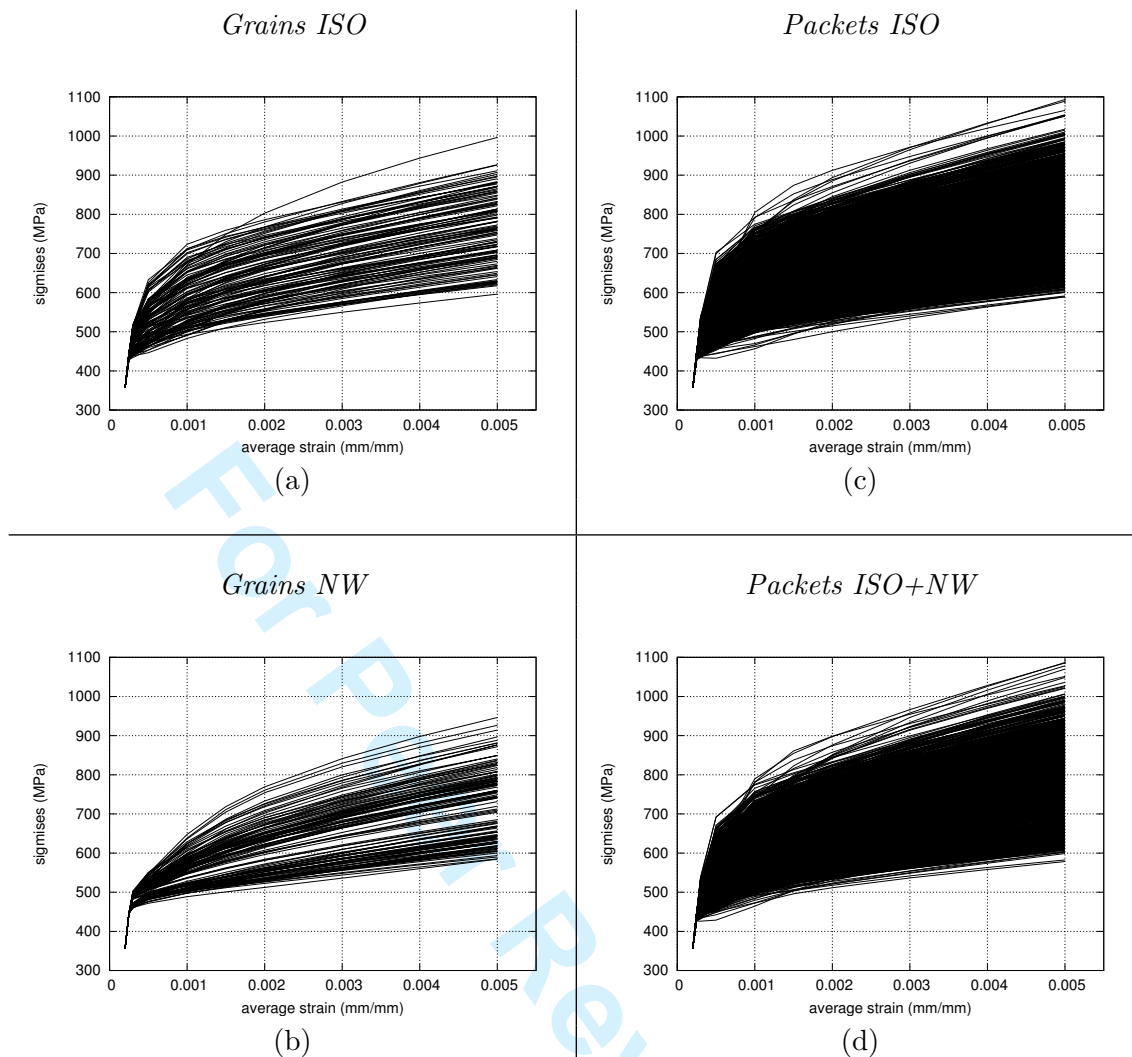 Grains ISO
Packets ISO
1100
1000
900
800
700
600
500
400
300
sigmises (MPa)
0 0.001 0.002 0.003 0.004 0.005
average strain (mm/mm)
(a)
1100
1000
900
800
700
600
500
400
300
sigmises (MPa)
0 0.001 0.002 0.003 0.004 0.005
average strain (mm/mm)
(c)
Grains NW
Packets ISO+NW
1100
1000
900
800
700
600
500
400
300
sigmises (MPa)
0 0.001 0.002 0.003 0.004 0.005
average strain (mm/mm)
(b)
1100
1000
900
800
700
600
500
400
300
sigmises (MPa)
0 0.001 0.002 0.003 0.004 0.005
average strain (mm/mm)
(d)
For Peer Rev